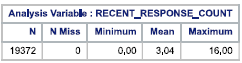 Analysis Variable : RECENT_RESPONSE_COUNT
N N Miss Minimum Mean Maximum
19372 0 0,00 3,04 16,00